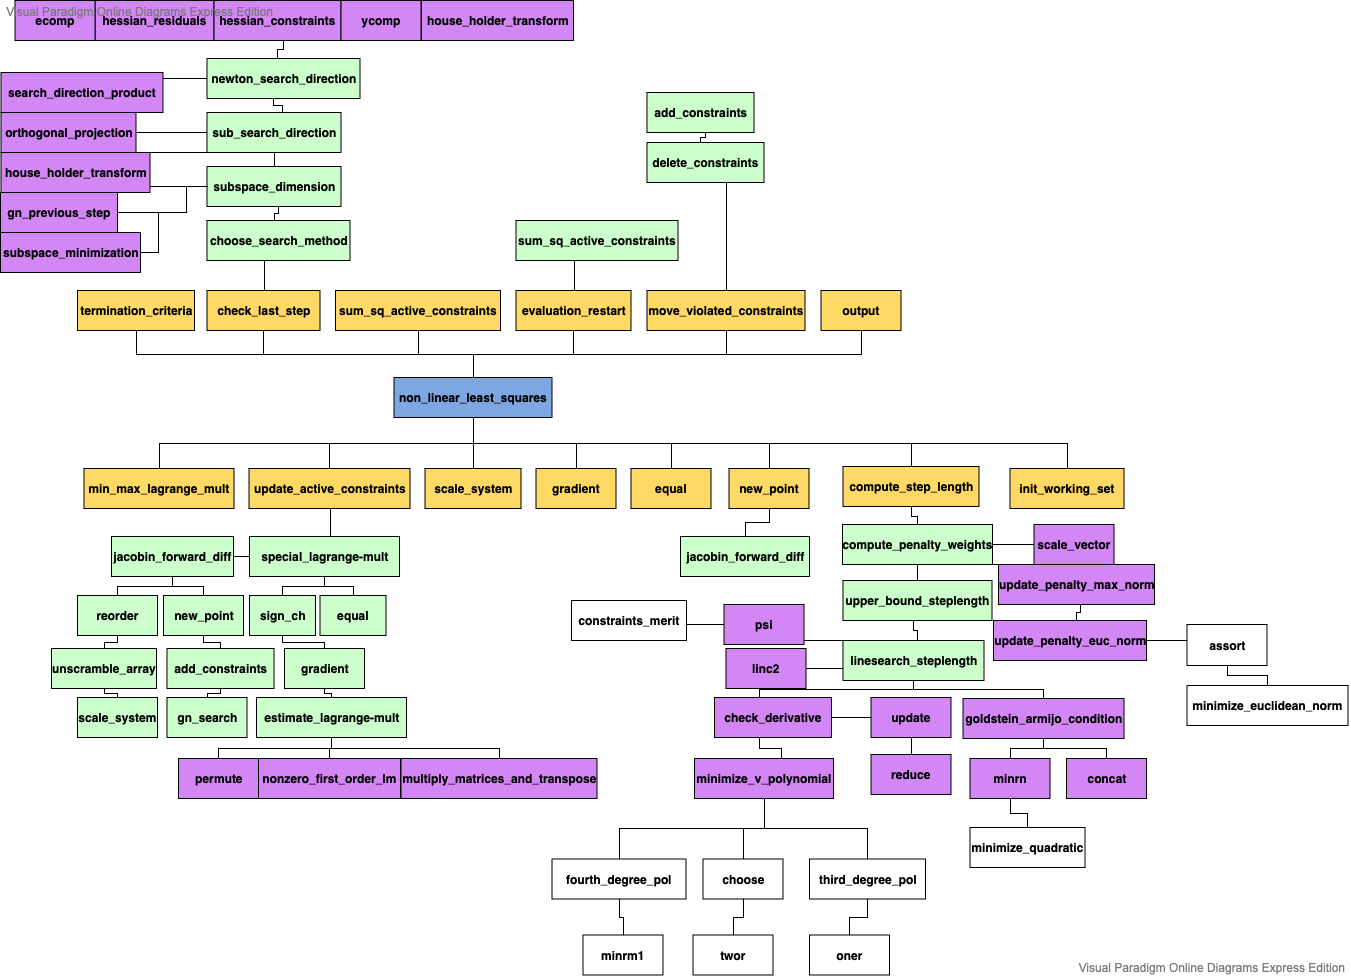 Visual Paradigm Online Diagrams Express Edition
ecomp
hessian_residuals
hessian_constraints
ycomp
house_holder_transform
newton_search_direction
search_direction_product
add_constraints
orthogonal_projection
sub_search_direction
delete_constraints
house_holder_transform
subspace_dimension
gn_previous_step
choose_search_method
sum_sq_active_constraints
subspace_minimization
termination_criteria
check_last_step
sum_sq_active_constraints
evaluation_restart
move_violated_constraints
output
non_linear_least_squares
min_max_lagrange_mult
update_active_constraints
scale_system
gradient
equal
new_point
compute_step_length
init_working_set
jacobin_forward_diff
special_lagrange-mult
jacobin_forward_diff
compute_penalty_weights
scale_vector
update_penalty_max_norm
reorder
new_point
sign_ch
equal
constraints_merit
psi
upper_bound_steplength
update_penalty_euc_norm
assort
unscramble_array
add_constraints
gradient
linc2
linesearch_steplength
scale_system
gn_search
estimate_lagrange-mult
check_derivative
update
goldstein_armijo_condition
minimize_euclidean_norm
permute
nonzero_first_order_lm
multiply_matrices_and_transpose
minimize_v_polynomial
reduce
minrn
concat
minimize_quadratic
fourth_degree_pol
choose
third_degree_pol
minrm1
twor
oner
Visual Paradigm Online Diagrams Express Edition